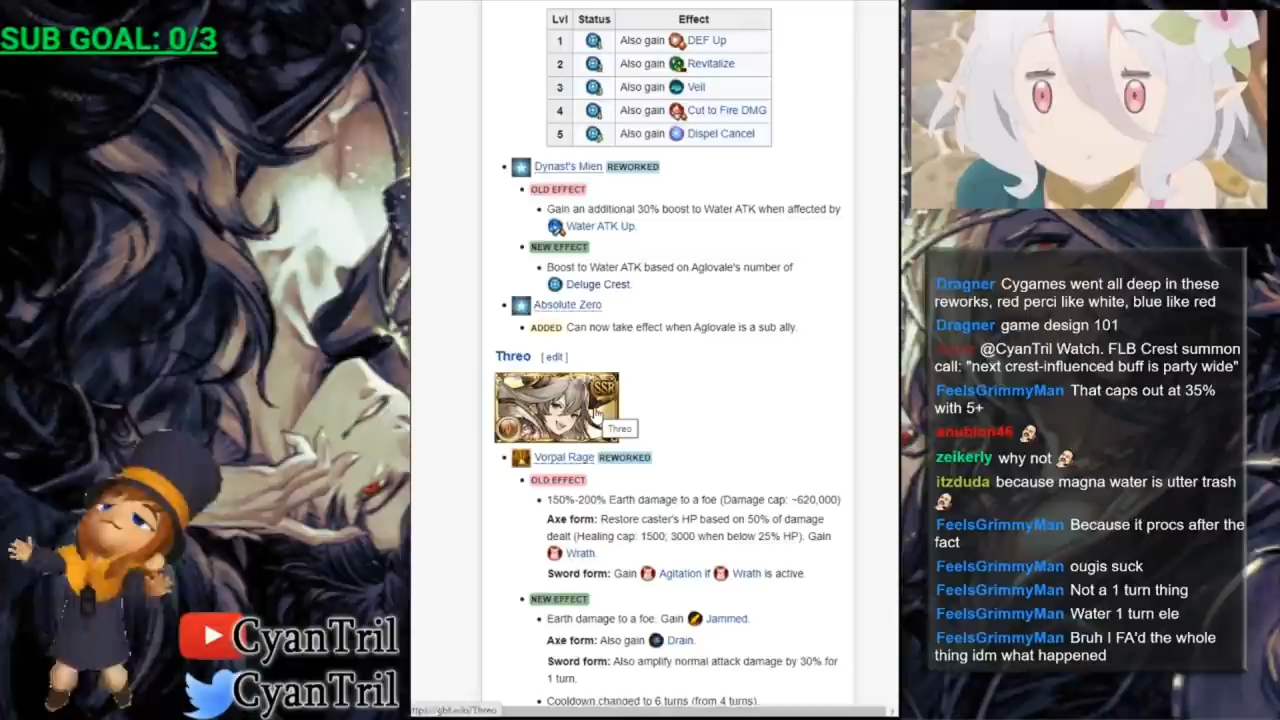 SUB GOAL: 0/3
Lvl Status Effect
1 Also gain DEF Up
2 Also gain Revitalize
3 Also gain Veil
4 Also gain Cut to Fire DMG
5 Also gain Dispel Cancel
Dynast's Mien REWORKED
OLD EFFECT
Gain an additional 30% boost to Water ATK when affected by
Water ATK Up.
NEW EFFECT
Boost to Water ATK based on Aglovale's number of
Deluge Crest.
Absolute Zero
ADDED Can now take effect when Aglovale is a sub ally.
Threo [ edit ]
SSR
Threo
Vorpal Rage REWORKED
OLD EFFECT
150%-200% Earth damage to a foe (Damage cap: ~620,000)
Axe form: Restore caster's HP based on 50% of damage
dealt (Healing cap: 1500; 3000 when below 25% HP). Gain
Wrath.
Sword form: Gain Agitation if Wrath is active.
NEW EFFECT
Earth damage to a foe. Gain Jammed.
Axe form: Also gain Drain.
Sword form: Also amplify normal attack damage by 30% for
1 turn.
Cooldown changed to 6 turns (from 4 turns).
Dragner Cygames went all deep in these
reworks, red perci like white, blue like red
Dragner game design 101
@CyanTril Watch. FLB Crest summon
call: "next crest-influenced buff is party wide"
FeelsGrimmyMan That caps out at 35%
with 5+
anubion46
zeikerly why not
itzduda because magna water is utter trash
FeelsGrimmyMan Because it procs after the
fact
FeelsGrimmyMan ougis suck
FeelsGrimmyMan Not a 1 turn thing
FeelsGrimmyMan Water 1 turn ele
FeelsGrimmyMan Bruh I FA'd the whole
thing idm what happened
CyanTril
CyanTril